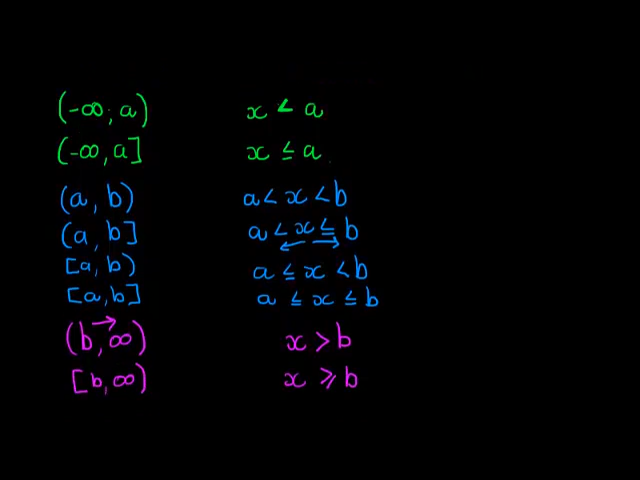 (-∞, a) x < a
(-∞, a] x ≤ a
(a, b) a < x < b
(a, b] a < x ≤ b
[a, b) a ≤ x < b
[a, b] a ≤ x ≤ b
(b, ∞) x > b
[b, ∞) x ≥ b